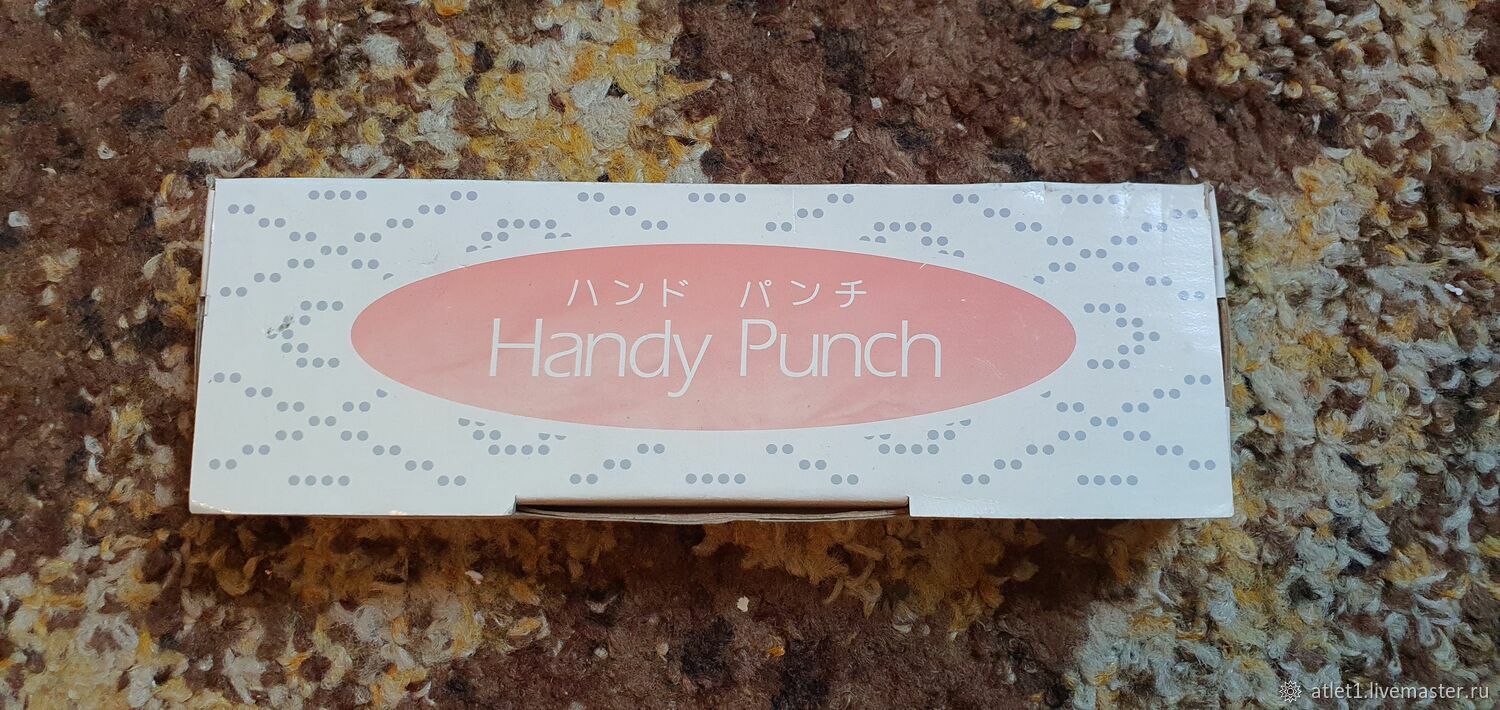 ハンド パンチ
Handy Punch
atlet1.livemaster.ru